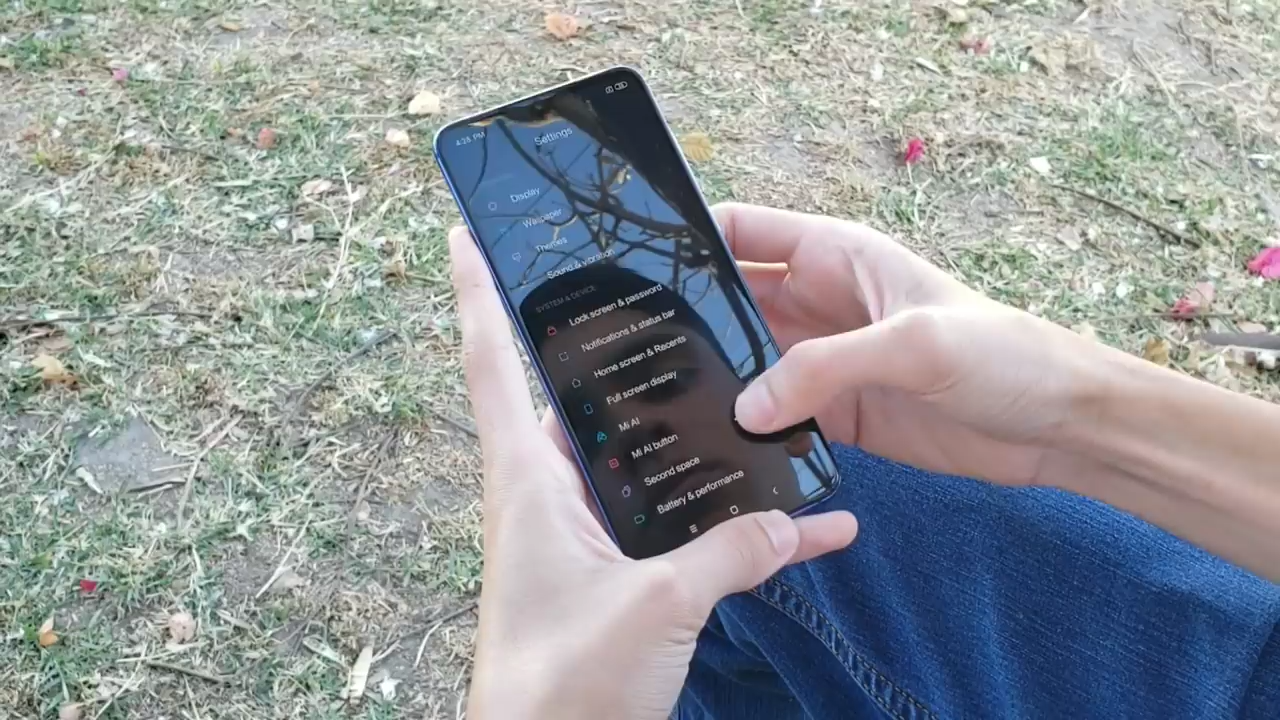 4:28 PM
Settings
Display
Wallpaper
Themes
Sound & vibration
SYSTEM & DEVICE
Lock screen & password
Notifications & status bar
Home screen & Recents
Full screen display
Mi AI
Mi AI button
Second space
Battery & performance